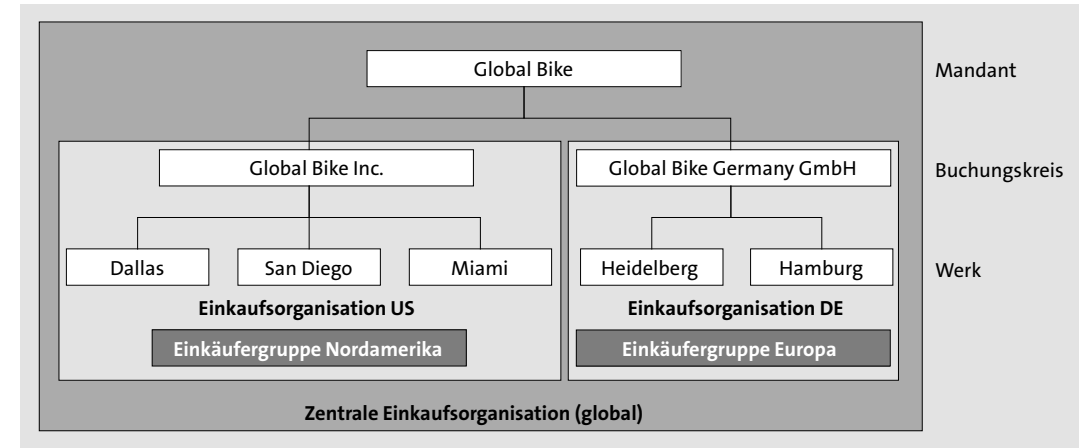 Global Bike
Mandant
Global Bike Inc.
Global Bike Germany GmbH
Buchungskreis
Dallas
San Diego
Miami
Heidelberg
Hamburg
Werk
Einkaufsorganisation US
Einkaufsorganisation DE
Einkäufergruppe Nordamerika
Einkäufergruppe Europa
Zentrale Einkaufsorganisation (global)